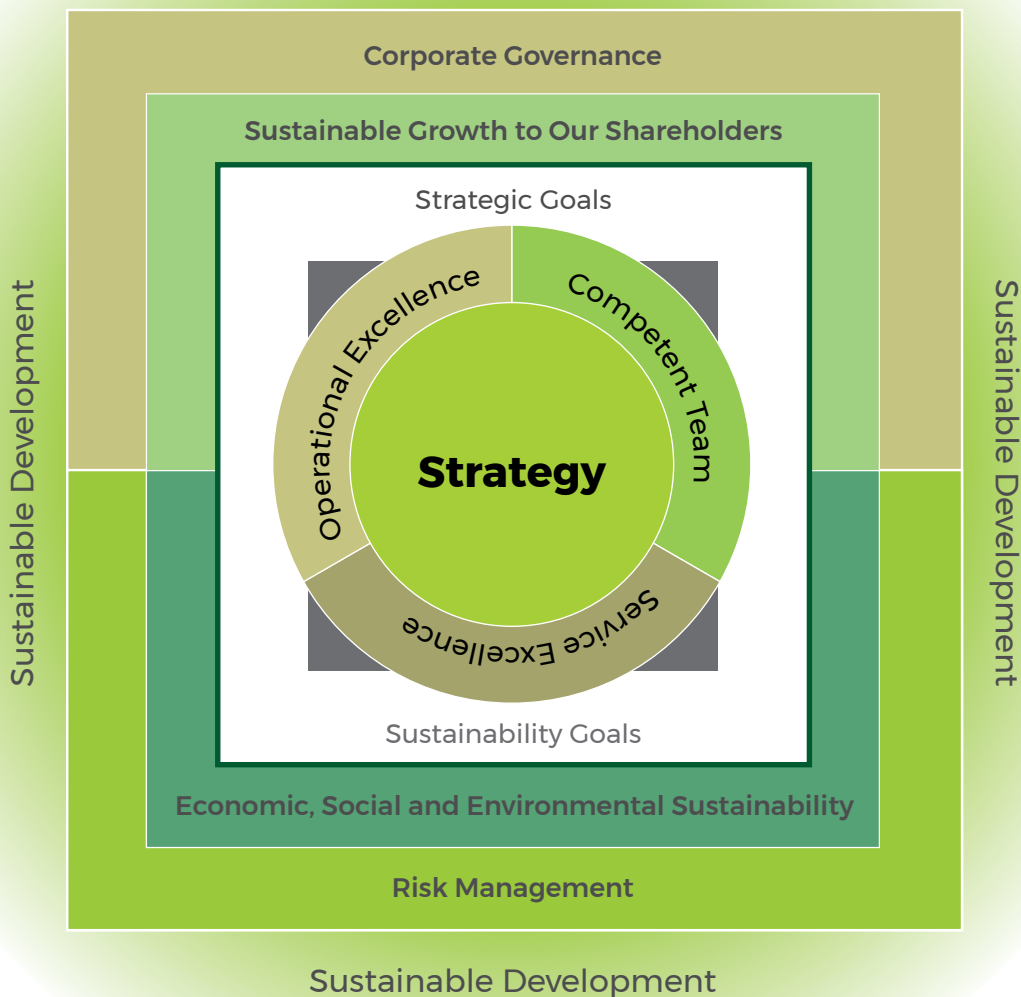 Corporate Governance
Sustainable Growth to Our Shareholders
Strategic Goals
Operational Excellence
Competent Team
Strategy
Service Excellence
Sustainability Goals
Economic, Social and Environmental Sustainability
Risk Management
Sustainable Development
Sustainable Development
Sustainable Development